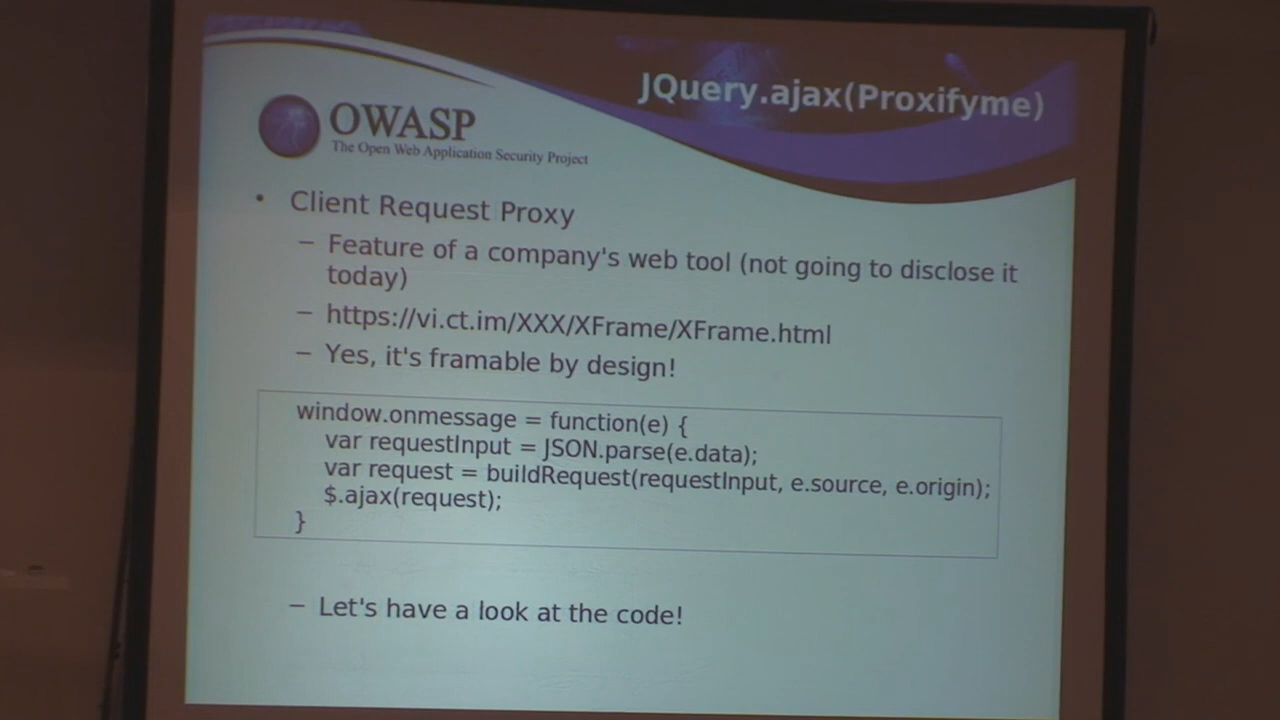 JQuery.ajax(Proxifyme)
OWASP
The Open Web Application Security Project
• Client Request Proxy
– Feature of a company's web tool (not going to disclose it
today)
– https://vi.ct.im/XXX/XFrame/XFrame.html
– Yes, it's framable by design!
window.onmessage = function(e) {
var requestInput = JSON.parse(e.data);
var request = buildRequest(requestInput, e.source, e.origin);
$.ajax(request);
}
– Let's have a look at the code!